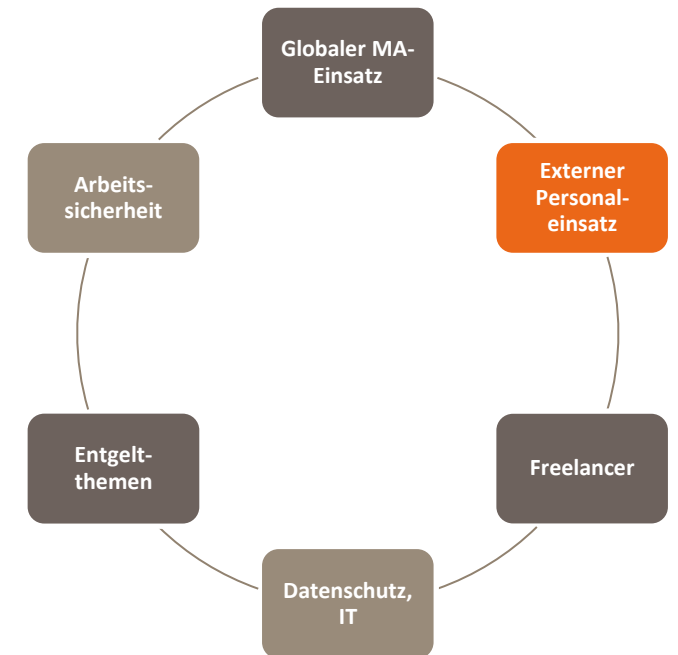 Globaler MA-
Einsatz
Externer
Personal-
einsatz
Freelancer
Datenschutz,
IT
Entgelt-
themen
Arbeits-
sicherheit